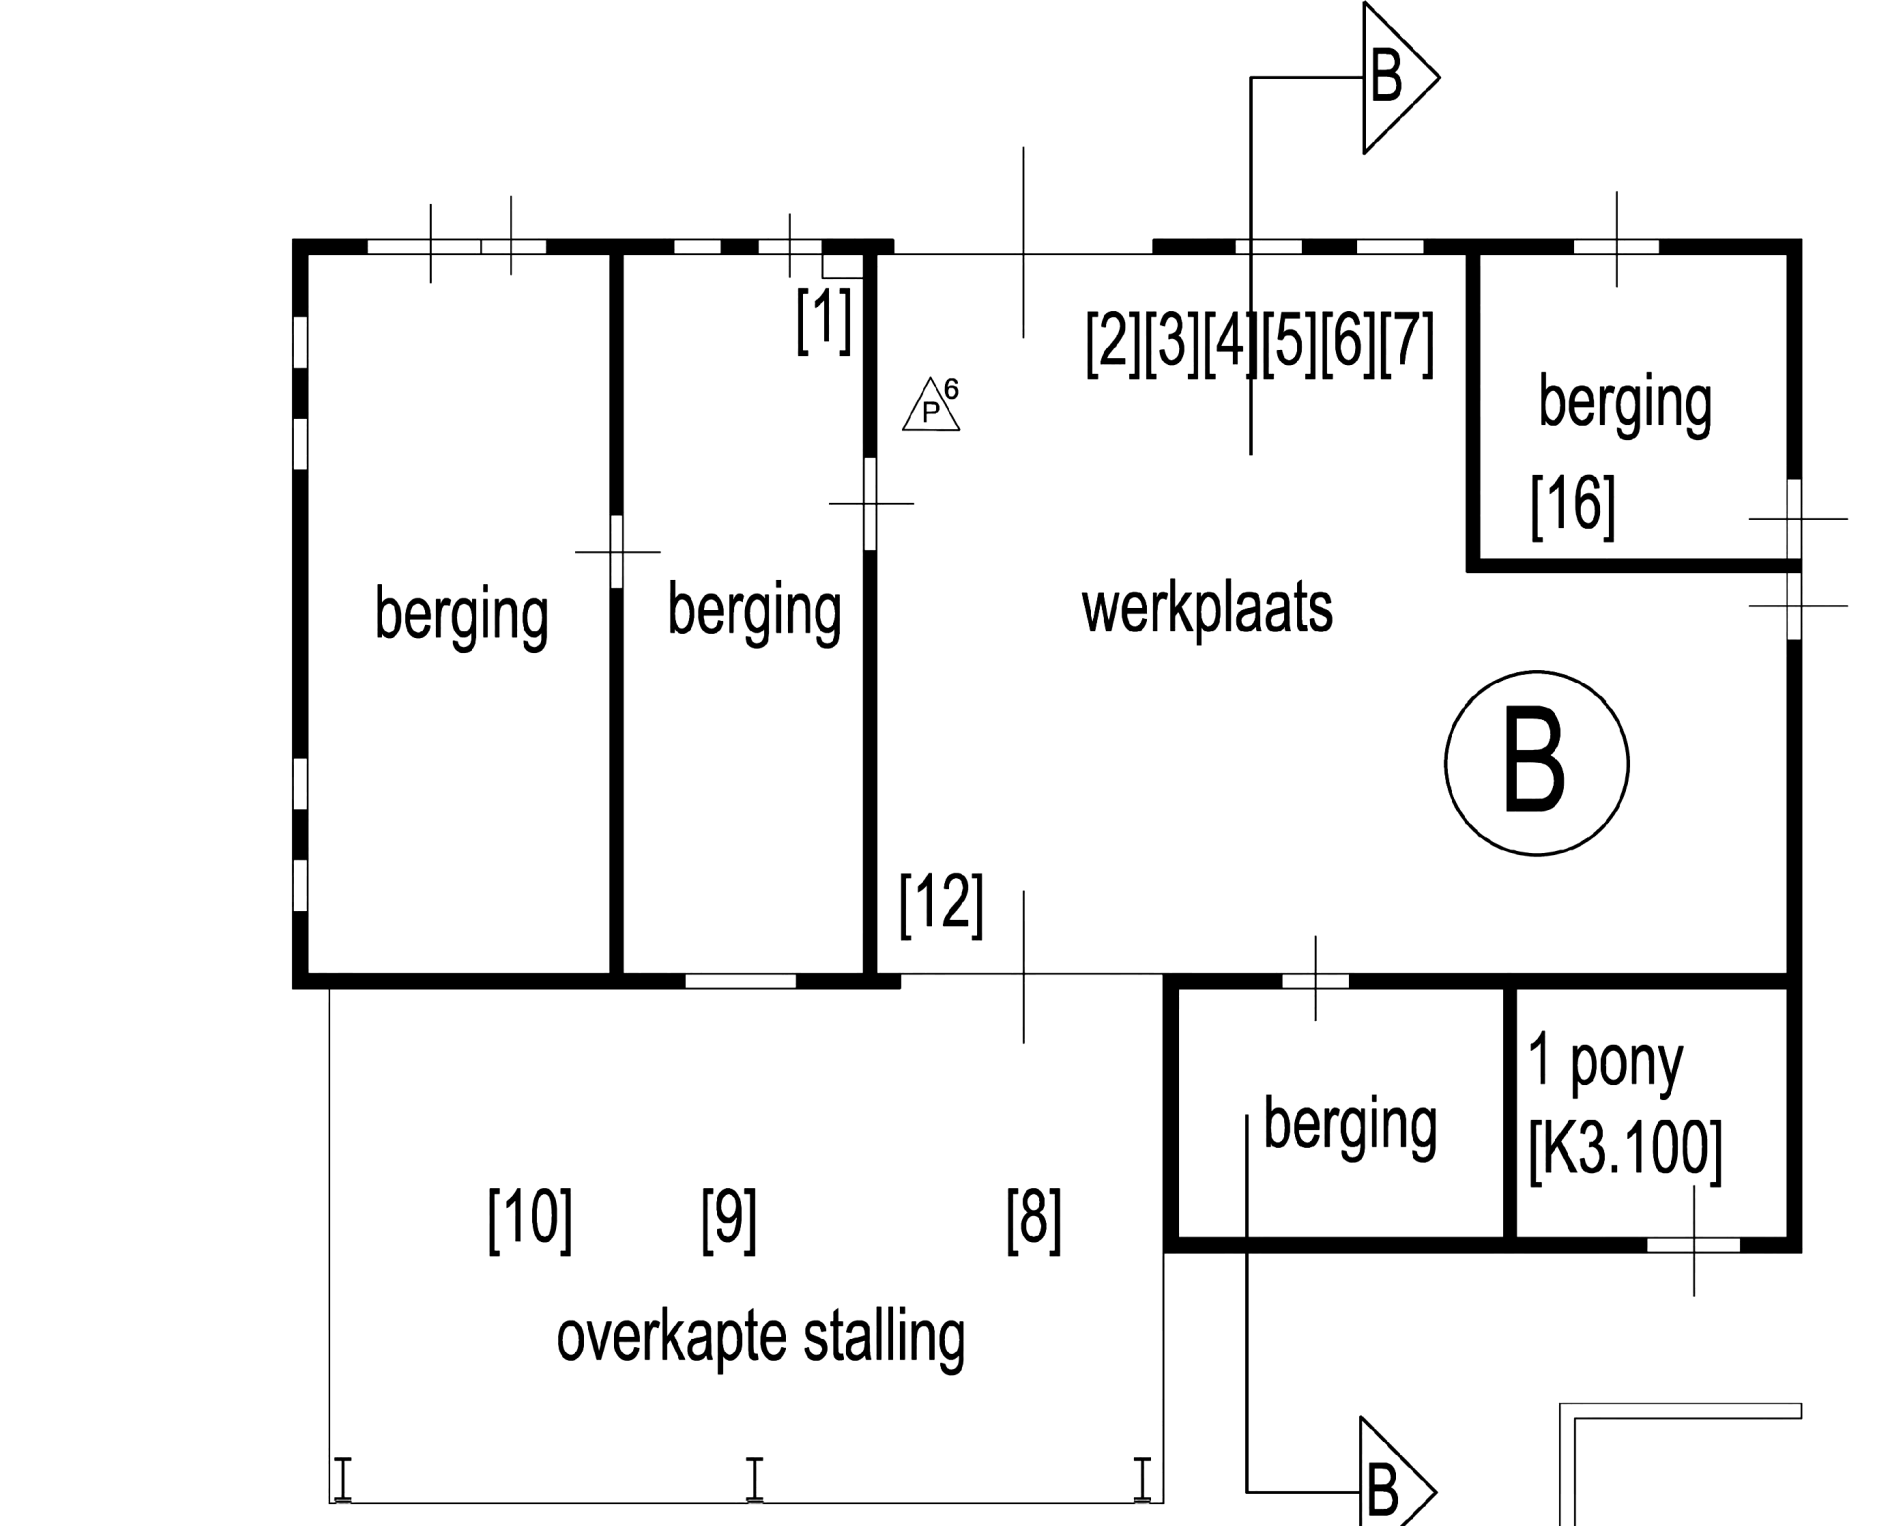 B
[1]
[2][3][4][5][6][7]
P 6
berging
[16]
berging
berging
werkplaats
B
[12]
1 pony
[K3.100]
berging
[10]
[9]
[8]
overkapte stalling
B